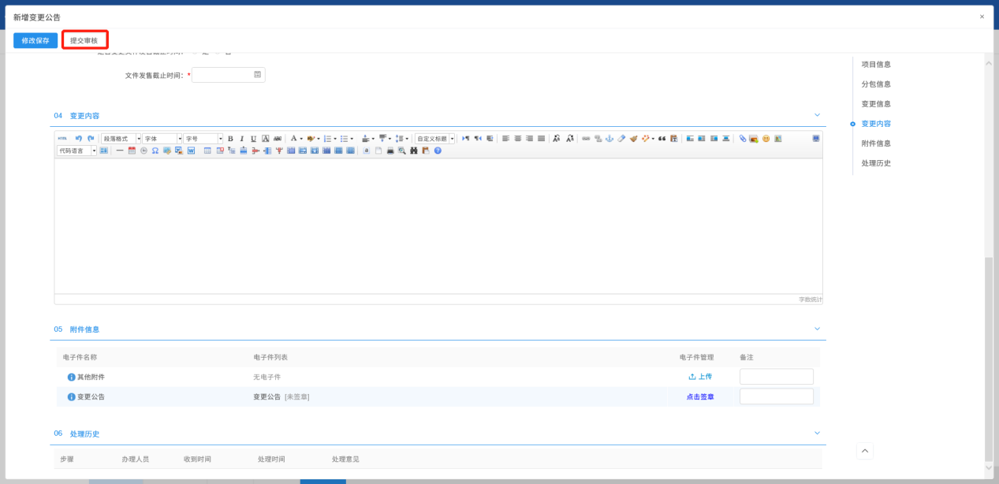 新增变更公告
×
修改保存 提交审核
文件发售截止时间：*
项目信息
分包信息
变更信息
变更内容
附件信息
处理历史
04 变更内容
HTML 段落格式 字体 字号 B I U A ABC A 自定义标题
代码语言
字数统计
05 附件信息
电子件名称 电子件列表 电子件管理 备注
其他附件 无电子件 上传
变更公告 变更公告 [未签章] 点击签章
06 处理历史
步骤 办理人员 收到时间 处理时间 处理意见